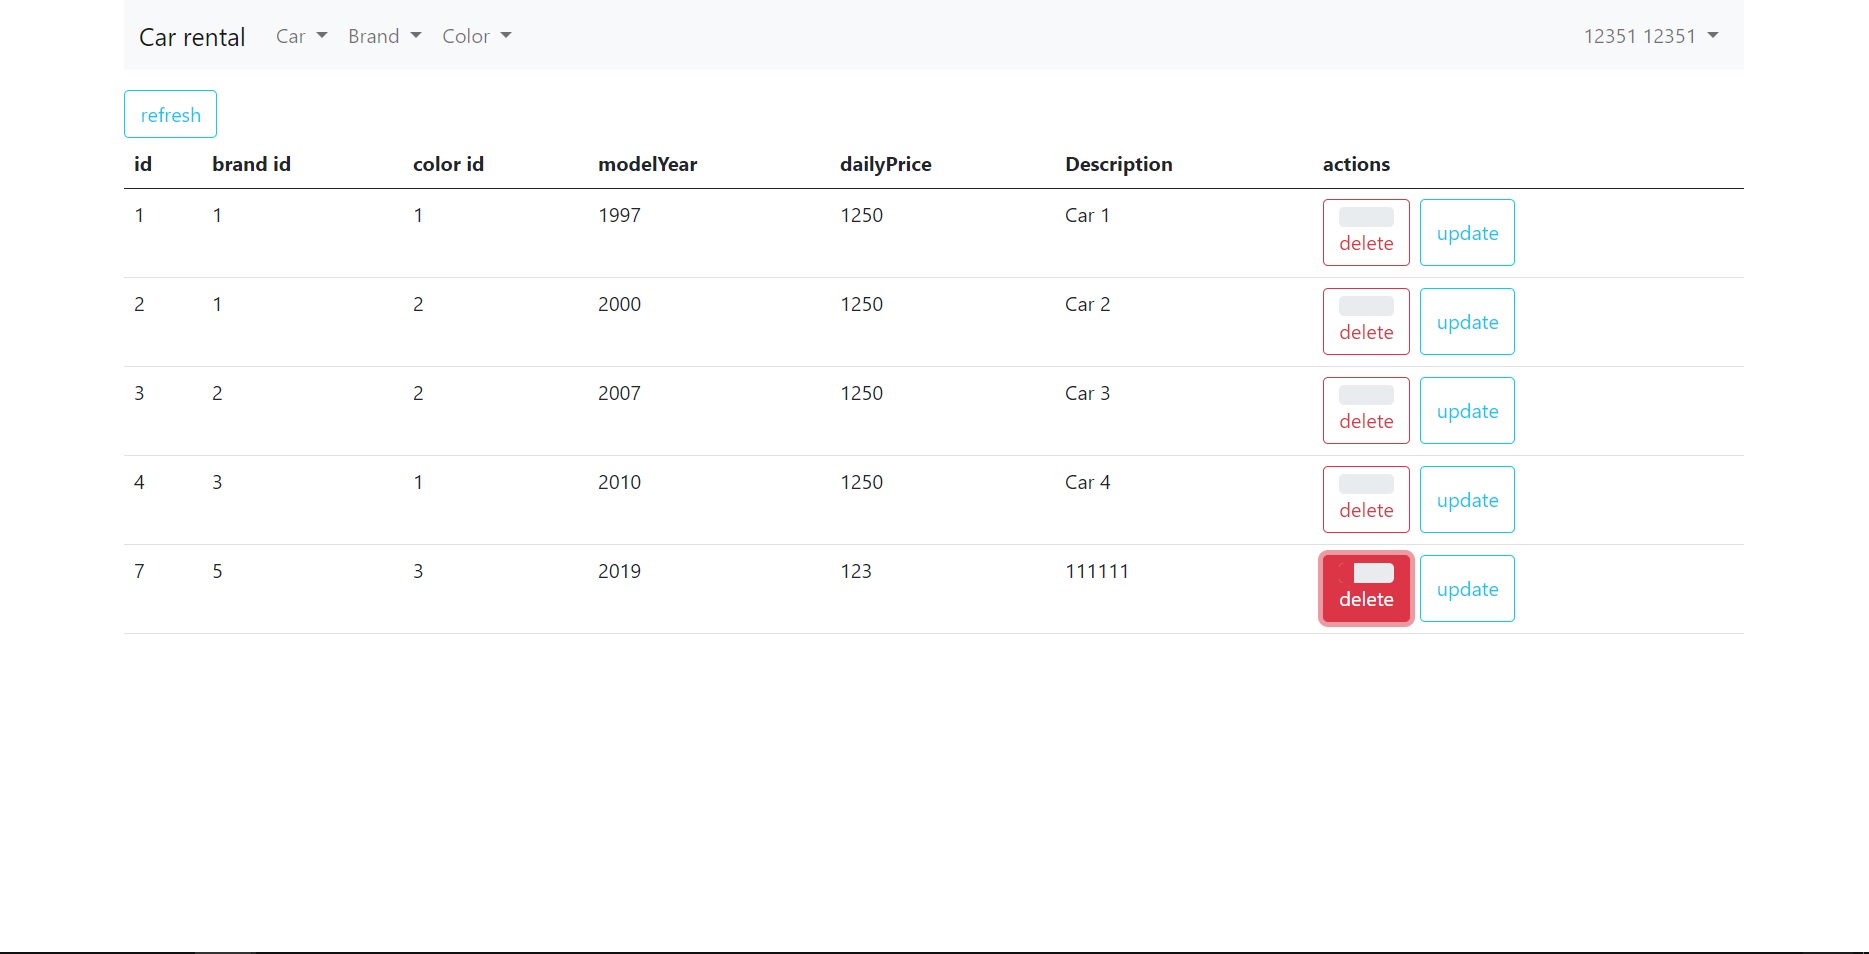 Car rental Car Brand Color 12351 12351
refresh
id brand id color id modelYear dailyPrice Description actions
1 1 1 1997 1250 Car 1 delete update
2 1 2 2000 1250 Car 2 delete update
3 2 2 2007 1250 Car 3 delete update
4 3 1 2010 1250 Car 4 delete update
7 5 3 2019 123 111111 delete update